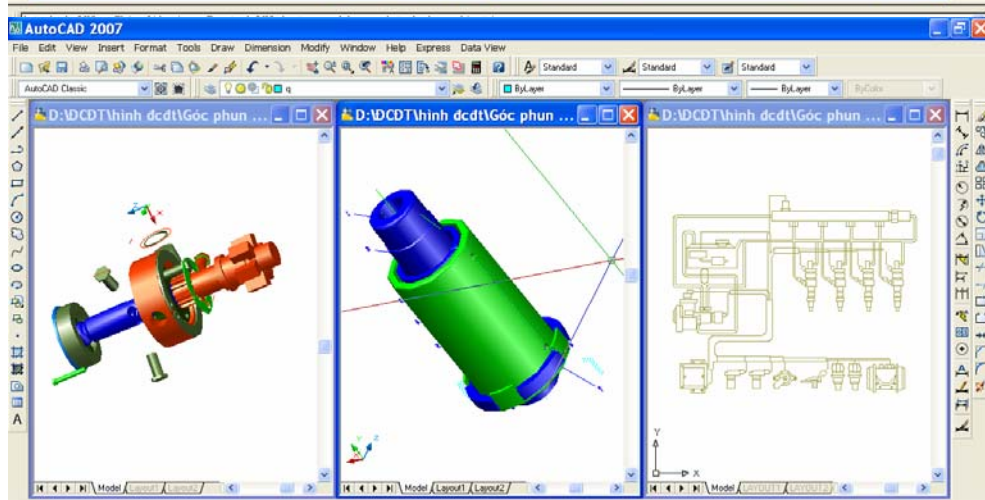 AutoCAD 2007
File Edit View Insert Format Tools Draw Dimension Modify Window Help Express Data View
Standard Standard Standard
AutoCAD Classic q ByLayer ByLayer ByLayer ByColor
D:\DCDT\hinh dcdt\Góc phun ... D:\DCDT\hinh dcdt\Góc phun ... D:\DCDT\hinh dcdt\Góc phun ...
X
Y Z
Y
X
Model Layout1 Layout2 Model Layout1 Layout2 Model LAYOUT1 LAYOUT2